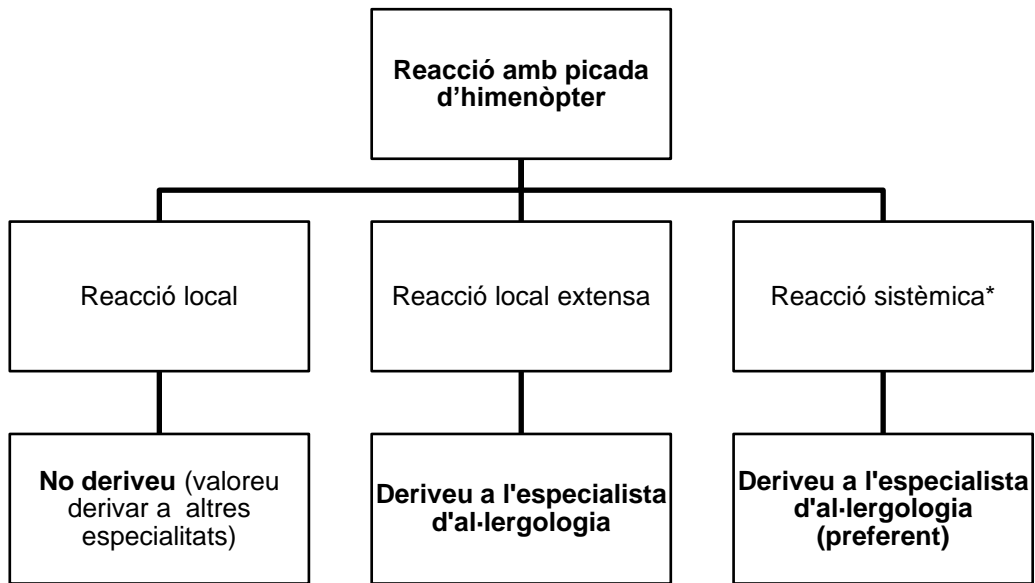 Reacció amb picada
d’himenòpter
Reacció local
Reacció local extensa
Reacció sistèmica*
No deriveu (valoreu
derivar a altres
especialitats)
Deriveu a l'especialista
d'al·lergologia
Deriveu a l'especialista
d'al·lergologia
(preferent)